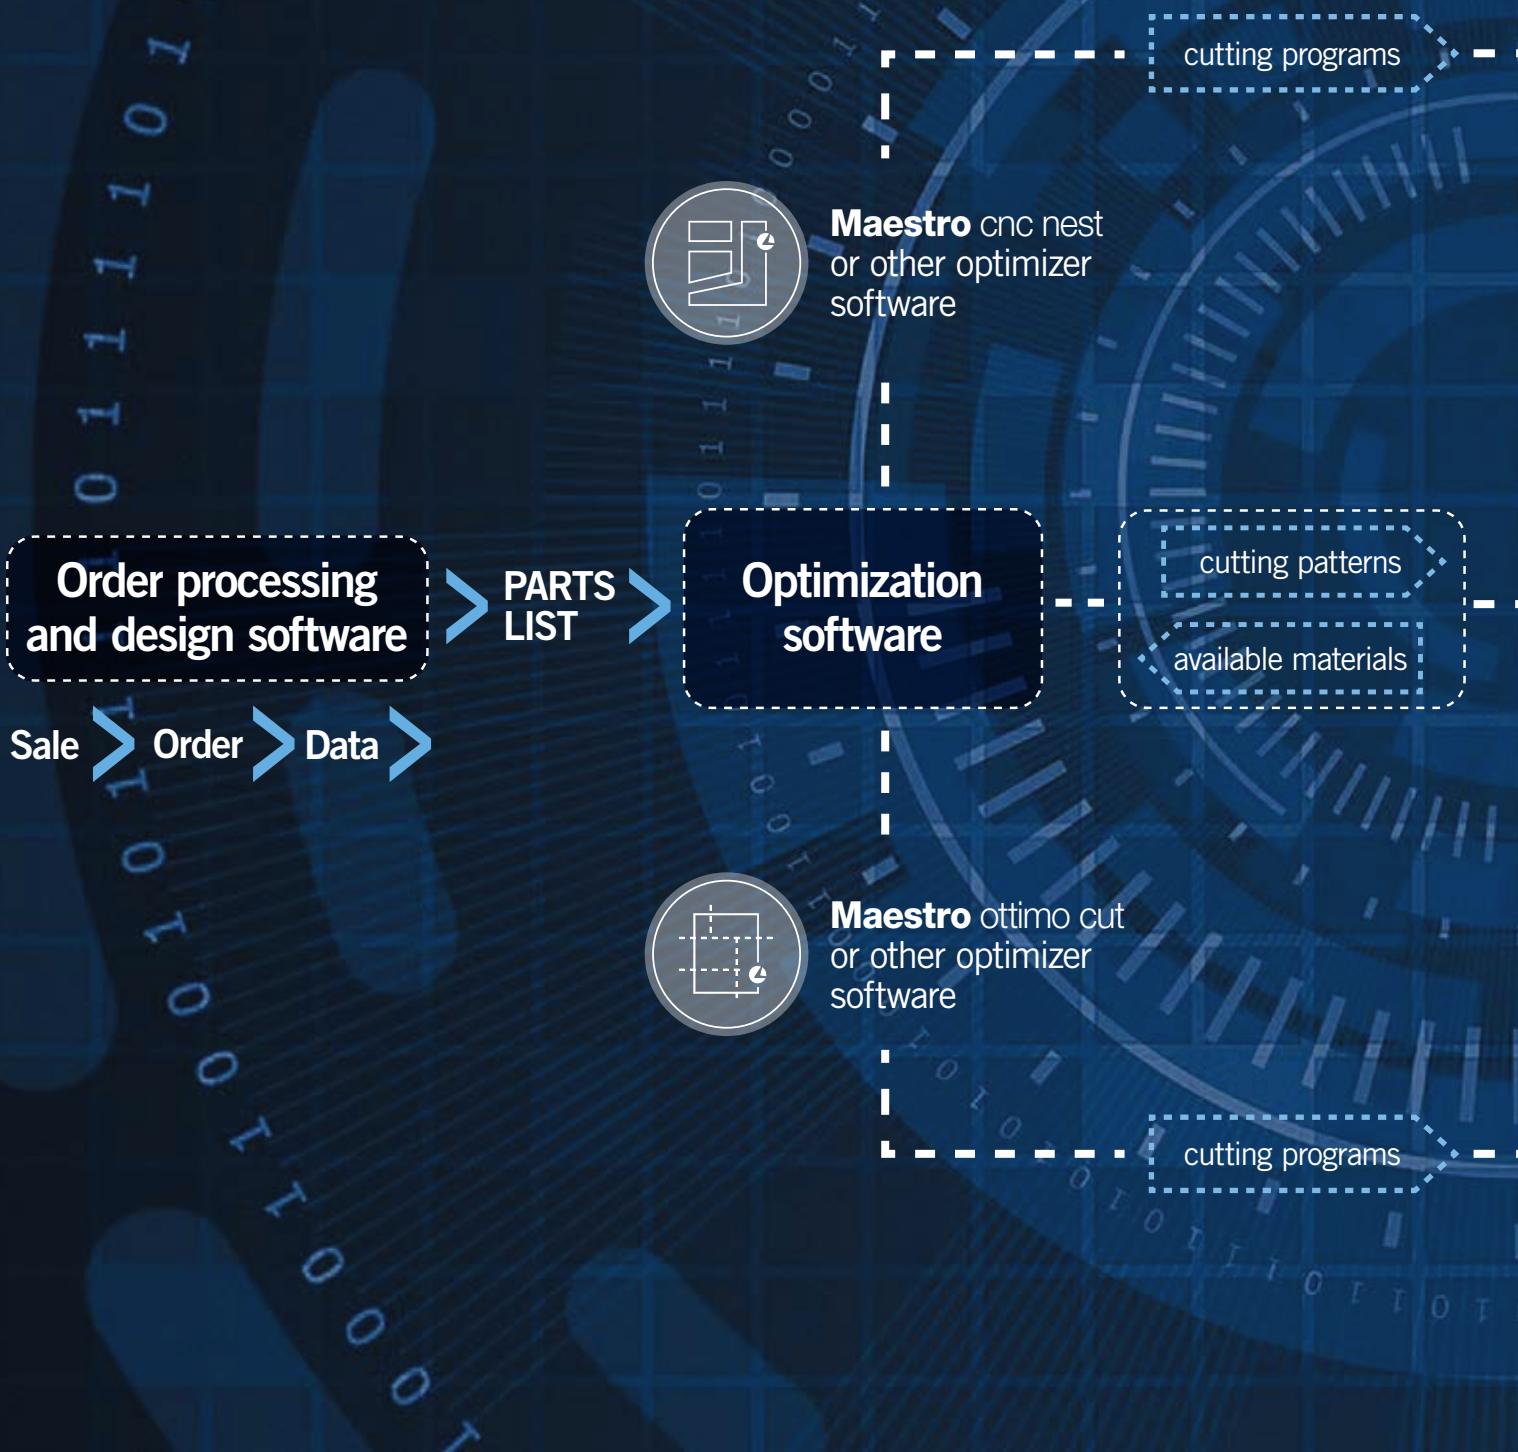 cutting programs
Maestro cnc nest
or other optimizer
software
Order processing
and design software
PARTS
LIST
Optimization
software
cutting patterns
available materials
Sale
Order
Data
Maestro ottimo cut
or other optimizer
software
cutting programs